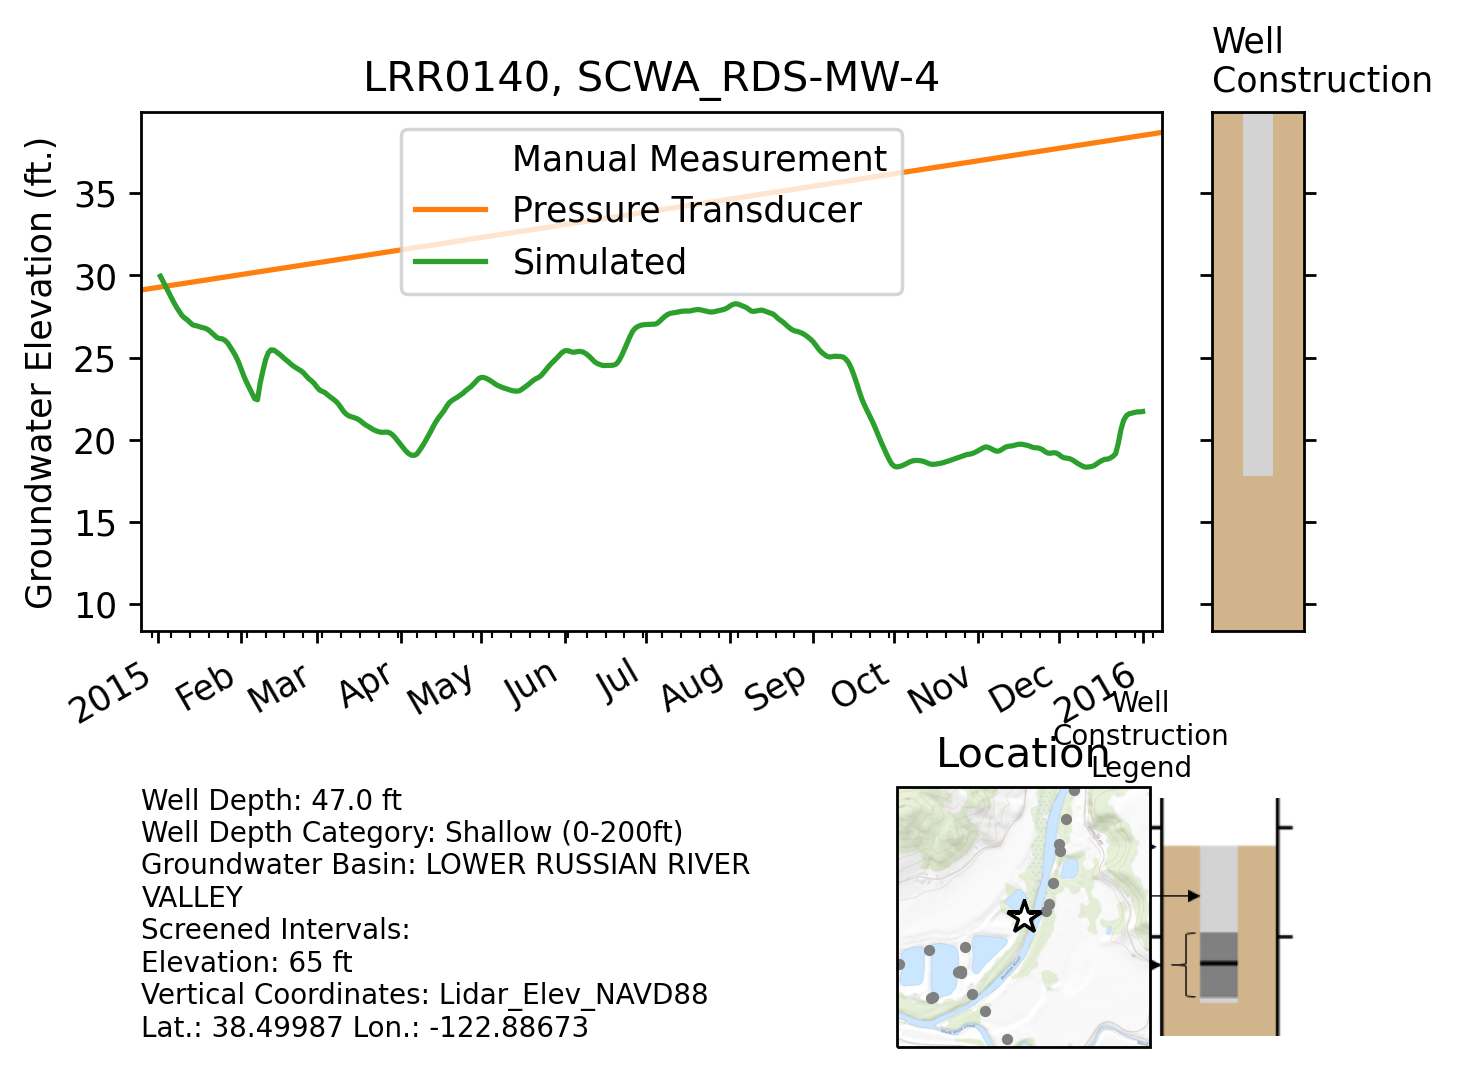 Well
Construction
LRR0140, SCWA_RDS-MW-4
Groundwater Elevation (ft.)
35
30
25
20
15
10
Manual Measurement
Pressure Transducer
Simulated
2015
Feb
Mar
Apr
May
Jun
Jul
Aug
Sep
Oct
Nov
Dec
2016
Well Depth: 47.0 ft
Well Depth Category: Shallow (0-200ft)
Groundwater Basin: LOWER RUSSIAN RIVER
VALLEY
Screened Intervals:
Elevation: 65 ft
Vertical Coordinates: Lidar_Elev_NAVD88
Lat.: 38.49987 Lon.: -122.88673
Location
Well
Construction
Legend